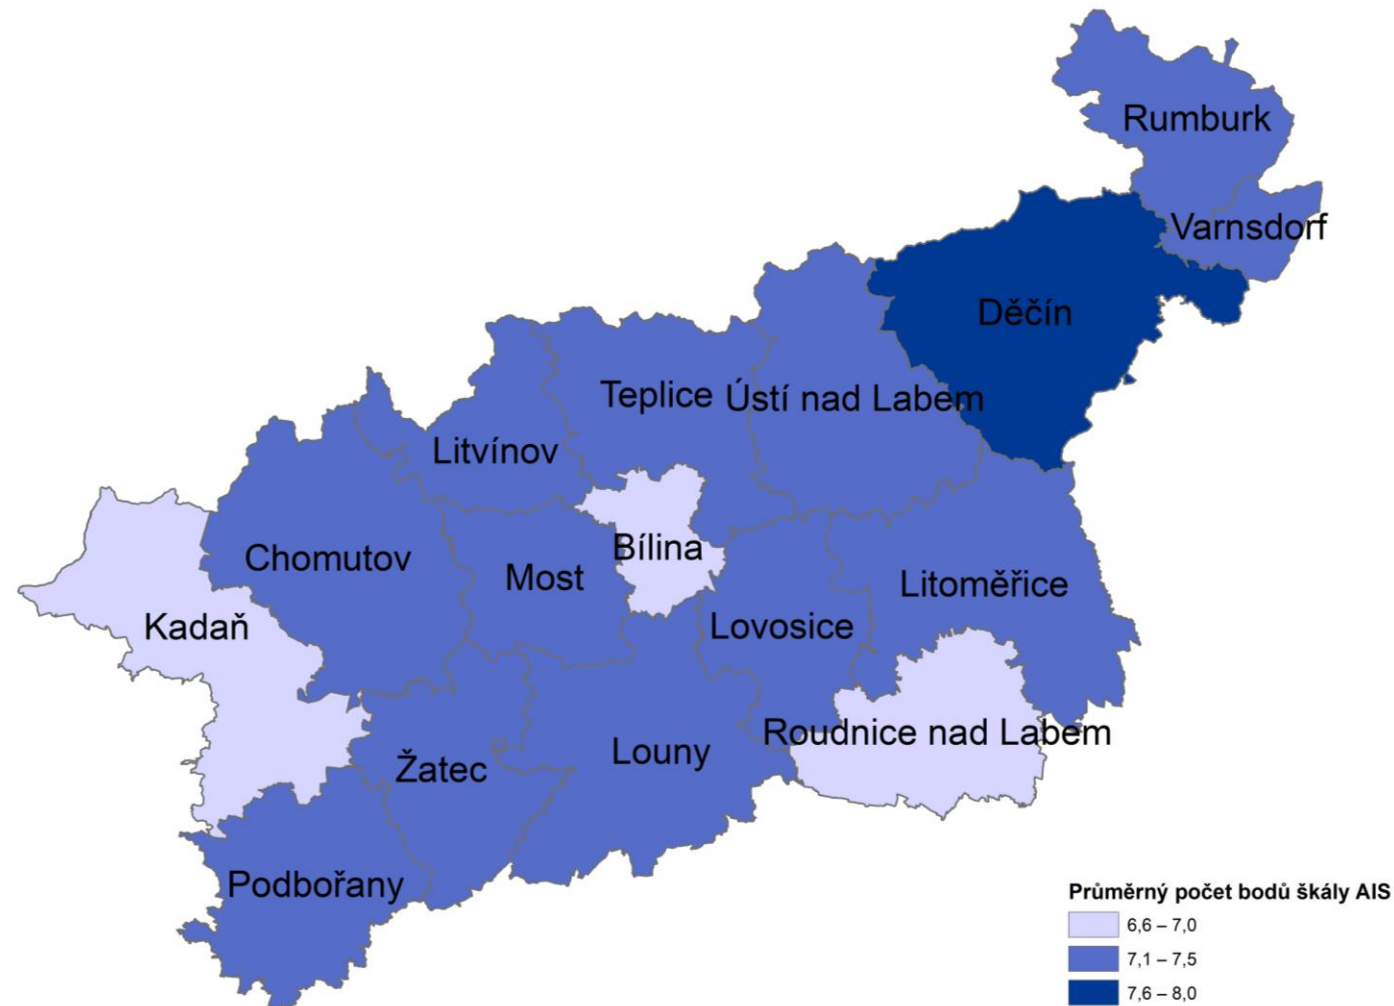 Rumburk
Varnsdorf
Děčín
Teplice
Ústí nad Labem
Litvínov
Bílina
Chomutov
Most
Litoměřice
Kadaň
Lovosice
Roudnice nad Labem
Louny
Žatec
Podbořany
Průměrný počet bodů škály AIS
6,6 – 7,0
7,1 – 7,5
7,6 – 8,0